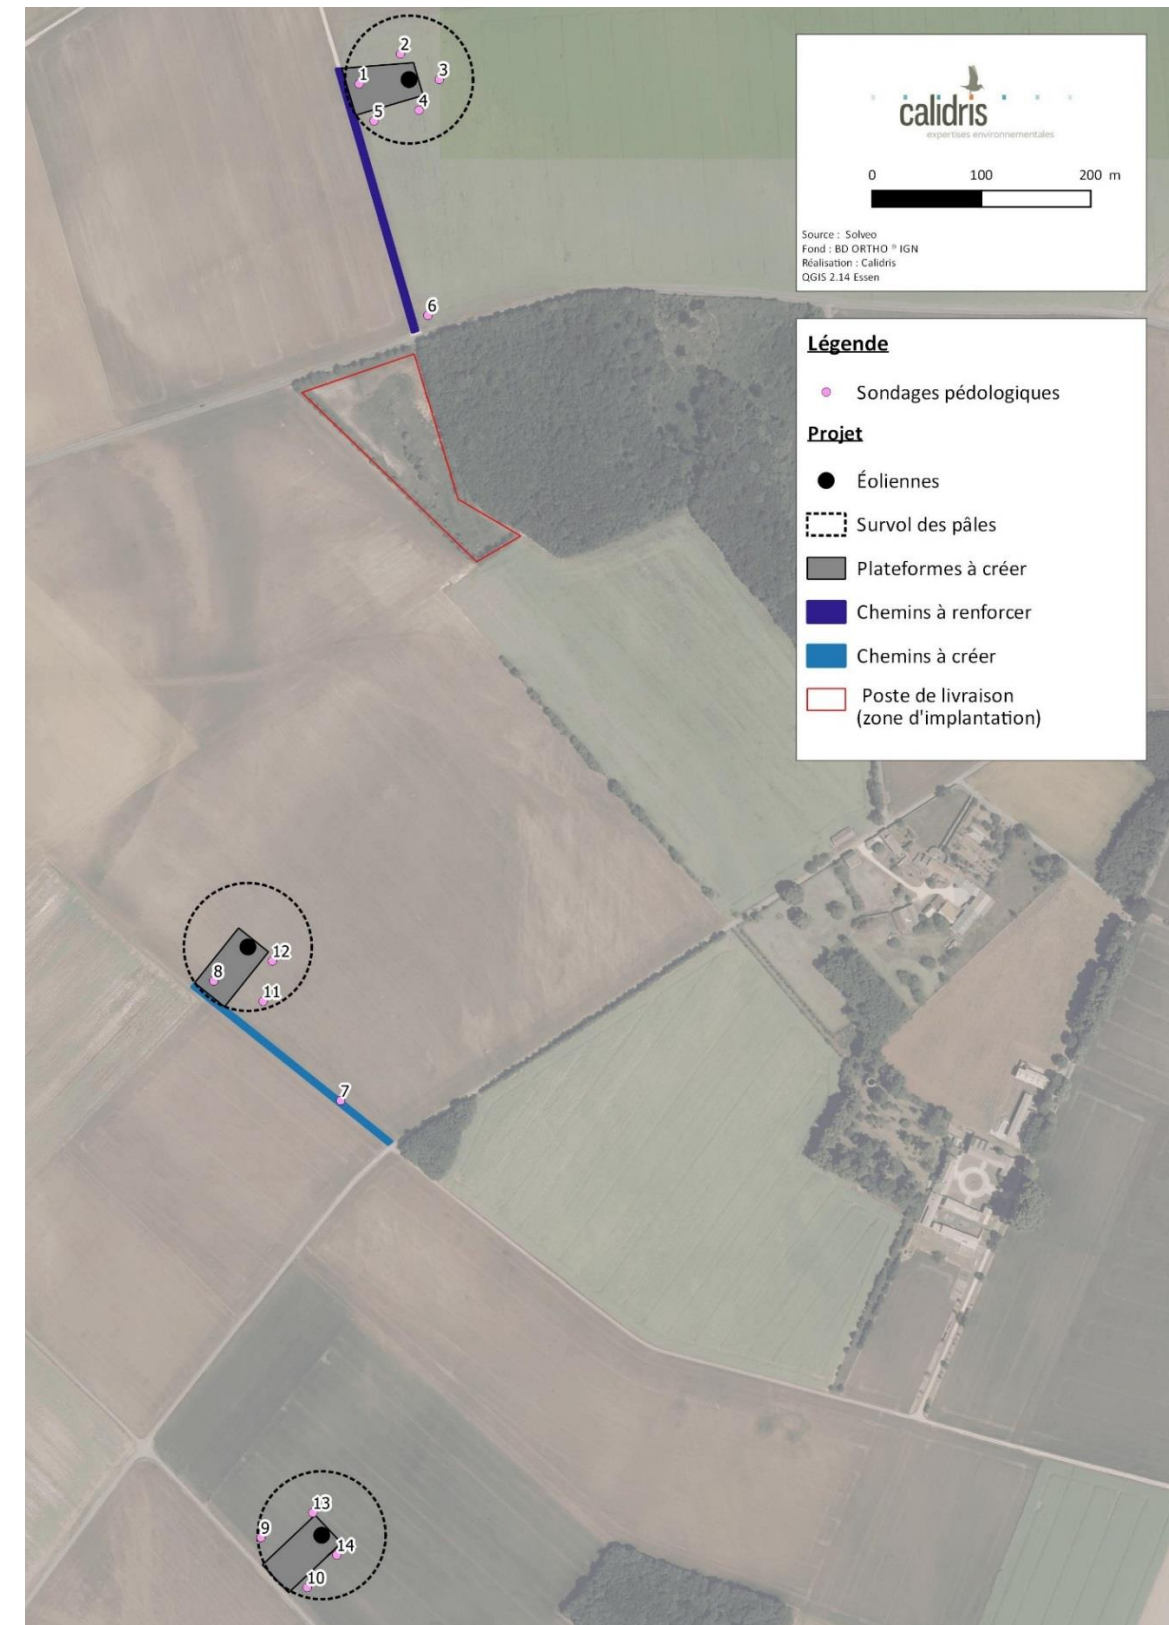 2
1
3
4
5
calidris
expertises environnementales
0 100 200 m
Source : Solveo
Fond : BD ORTHO ® IGN
Réalisation : Calidris
QGIS 2.14 Essen
6
Légende
Sondages pédologiques
Projet
Éoliennes
Survol des pâles
Plateformes à créer
Chemins à renforcer
Chemins à créer
Poste de livraison
(zone d'implantation)
12
8
11
7
13
9
14
10